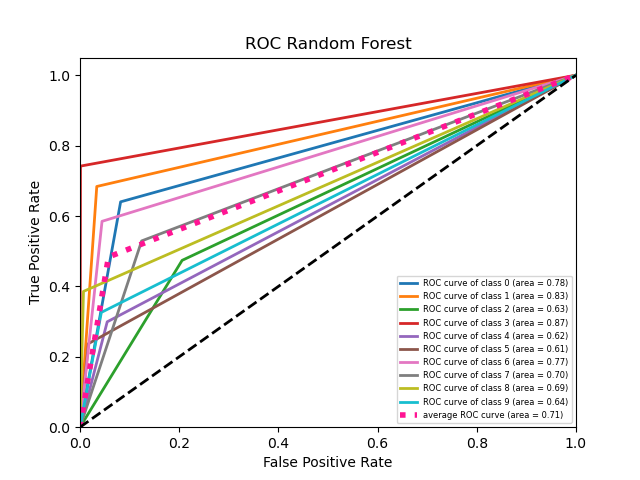 ROC Random Forest
True Positive Rate
1.0
0.8
0.6
0.4
0.2
0.0
0.0 0.2 0.4 0.6 0.8 1.0
False Positive Rate
ROC curve of class 0 (area = 0.78)
ROC curve of class 1 (area = 0.83)
ROC curve of class 2 (area = 0.63)
ROC curve of class 3 (area = 0.87)
ROC curve of class 4 (area = 0.62)
ROC curve of class 5 (area = 0.61)
ROC curve of class 6 (area = 0.77)
ROC curve of class 7 (area = 0.70)
ROC curve of class 8 (area = 0.69)
ROC curve of class 9 (area = 0.64)
average ROC curve (area = 0.71)